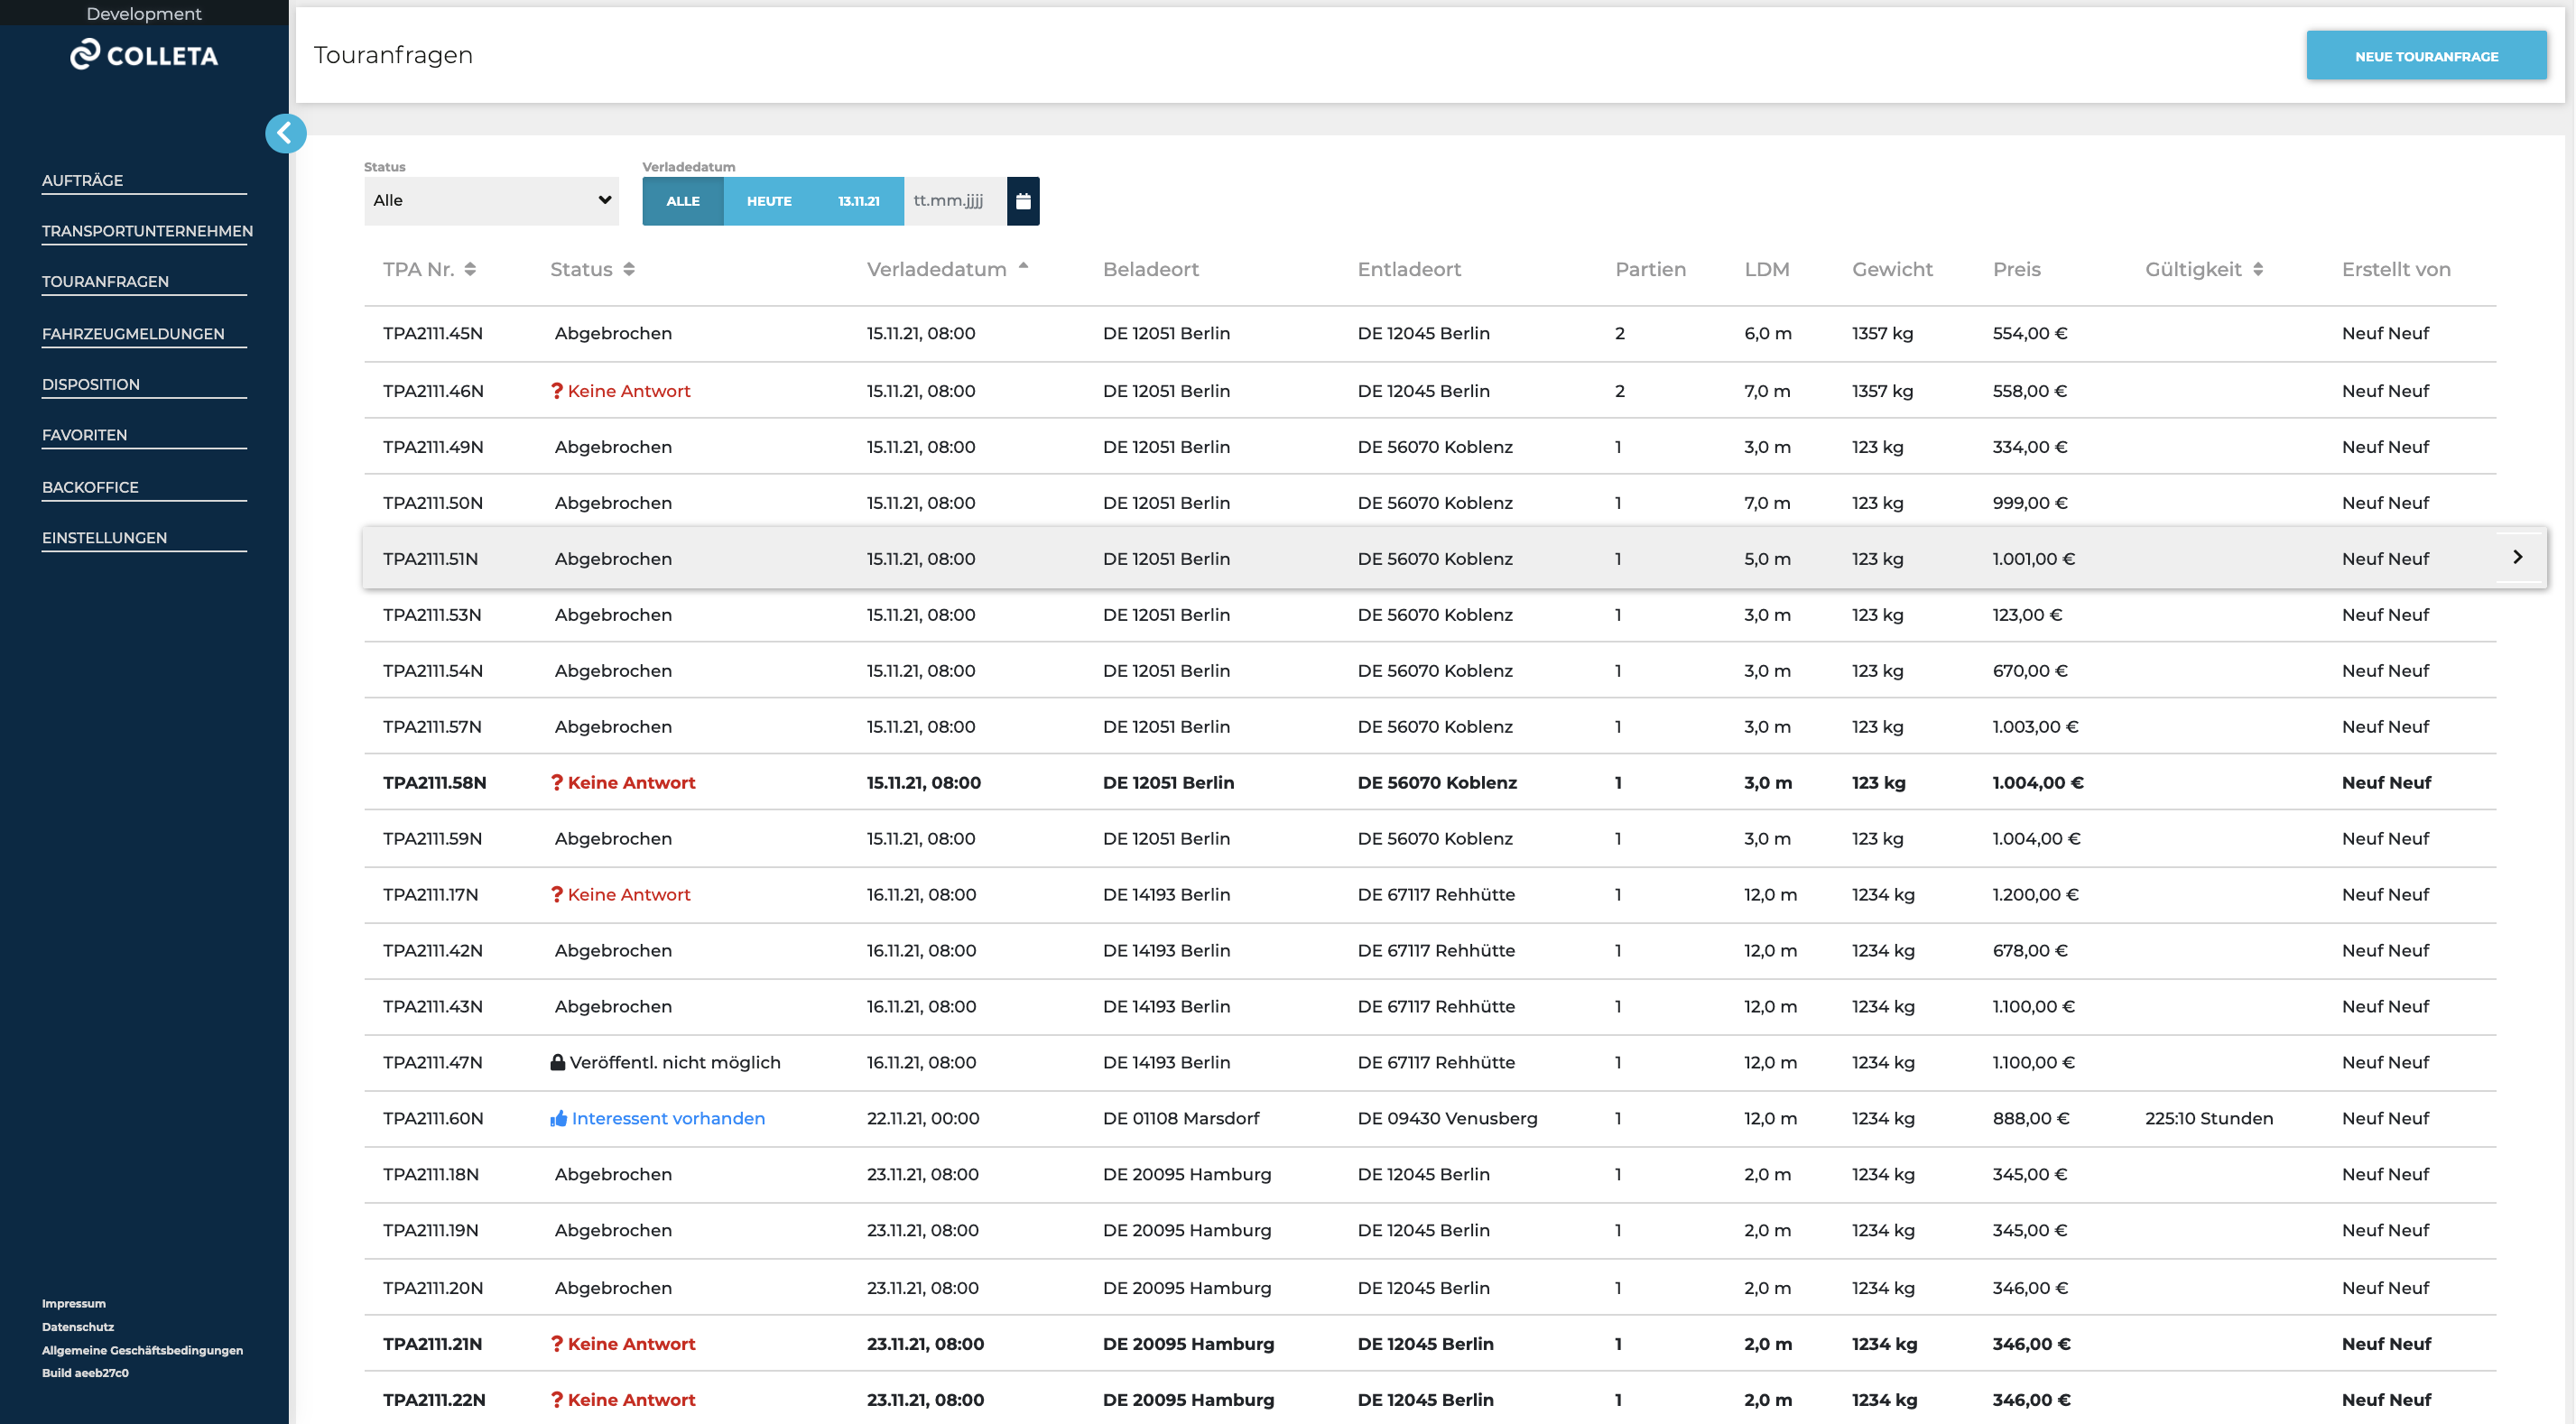 Development
COLLETA
AUFTRÄGE
TRANSPORTUNTERNEHMEN
TOURANFRAGEN
FAHRZEUGMELDUNGEN
DISPOSITION
FAVORITEN
BACKOFFICE
EINSTELLUNGEN
Impressum
Datenschutz
Allgemeine Geschäftsbedingungen
Build aeeb27c0
Touranfragen
NEUE TOURANFRAGE
Status Verladedatum
Alle ALLE HEUTE 13.11.21 tt.mm.jjjj
TPA Nr. Status Verladedatum Beladeort Entladeort Partien LDM Gewicht Preis Gültigkeit Erstellt von
TPA2111.45N Abgebrochen 15.11.21, 08:00 DE 12051 Berlin DE 12045 Berlin 2 6,0 m 1357 kg 554,00 € Neuf Neuf
TPA2111.46N ? Keine Antwort 15.11.21, 08:00 DE 12051 Berlin DE 12045 Berlin 2 7,0 m 1357 kg 558,00 € Neuf Neuf
TPA2111.49N Abgebrochen 15.11.21, 08:00 DE 12051 Berlin DE 56070 Koblenz 1 3,0 m 123 kg 334,00 € Neuf Neuf
TPA2111.50N Abgebrochen 15.11.21, 08:00 DE 12051 Berlin DE 56070 Koblenz 1 7,0 m 123 kg 999,00 € Neuf Neuf
TPA2111.51N Abgebrochen 15.11.21, 08:00 DE 12051 Berlin DE 56070 Koblenz 1 5,0 m 123 kg 1.001,00 € Neuf Neuf
TPA2111.53N Abgebrochen 15.11.21, 08:00 DE 12051 Berlin DE 56070 Koblenz 1 3,0 m 123 kg 123,00 € Neuf Neuf
TPA2111.54N Abgebrochen 15.11.21, 08:00 DE 12051 Berlin DE 56070 Koblenz 1 3,0 m 123 kg 670,00 € Neuf Neuf
TPA2111.57N Abgebrochen 15.11.21, 08:00 DE 12051 Berlin DE 56070 Koblenz 1 3,0 m 123 kg 1.003,00 € Neuf Neuf
TPA2111.58N ? Keine Antwort 15.11.21, 08:00 DE 12051 Berlin DE 56070 Koblenz 1 3,0 m 123 kg 1.004,00 € Neuf Neuf
TPA2111.59N Abgebrochen 15.11.21, 08:00 DE 12051 Berlin DE 56070 Koblenz 1 3,0 m 123 kg 1.004,00 € Neuf Neuf
TPA2111.17N ? Keine Antwort 16.11.21, 08:00 DE 14193 Berlin DE 67117 Rehhütte 1 12,0 m 1234 kg 1.200,00 € Neuf Neuf
TPA2111.42N Abgebrochen 16.11.21, 08:00 DE 14193 Berlin DE 67117 Rehhütte 1 12,0 m 1234 kg 678,00 € Neuf Neuf
TPA2111.43N Abgebrochen 16.11.21, 08:00 DE 14193 Berlin DE 67117 Rehhütte 1 12,0 m 1234 kg 1.100,00 € Neuf Neuf
TPA2111.47N Veröffentl. nicht möglich 16.11.21, 08:00 DE 14193 Berlin DE 67117 Rehhütte 1 12,0 m 1234 kg 1.100,00 € Neuf Neuf
TPA2111.60N Interessent vorhanden 22.11.21, 00:00 DE 01108 Marsdorf DE 09430 Venusberg 1 12,0 m 1234 kg 888,00 € 225:10 Stunden Neuf Neuf
TPA2111.18N Abgebrochen 23.11.21, 08:00 DE 20095 Hamburg DE 12045 Berlin 1 2,0 m 1234 kg 345,00 € Neuf Neuf
TPA2111.19N Abgebrochen 23.11.21, 08:00 DE 20095 Hamburg DE 12045 Berlin 1 2,0 m 1234 kg 345,00 € Neuf Neuf
TPA2111.20N Abgebrochen 23.11.21, 08:00 DE 20095 Hamburg DE 12045 Berlin 1 2,0 m 1234 kg 346,00 € Neuf Neuf
TPA2111.21N ? Keine Antwort 23.11.21, 08:00 DE 20095 Hamburg DE 12045 Berlin 1 2,0 m 1234 kg 346,00 € Neuf Neuf
TPA2111.22N ? Keine Antwort 23.11.21, 08:00 DE 20095 Hamburg DE 12045 Berlin 1 2,0 m 1234 kg 346,00 € Neuf Neuf